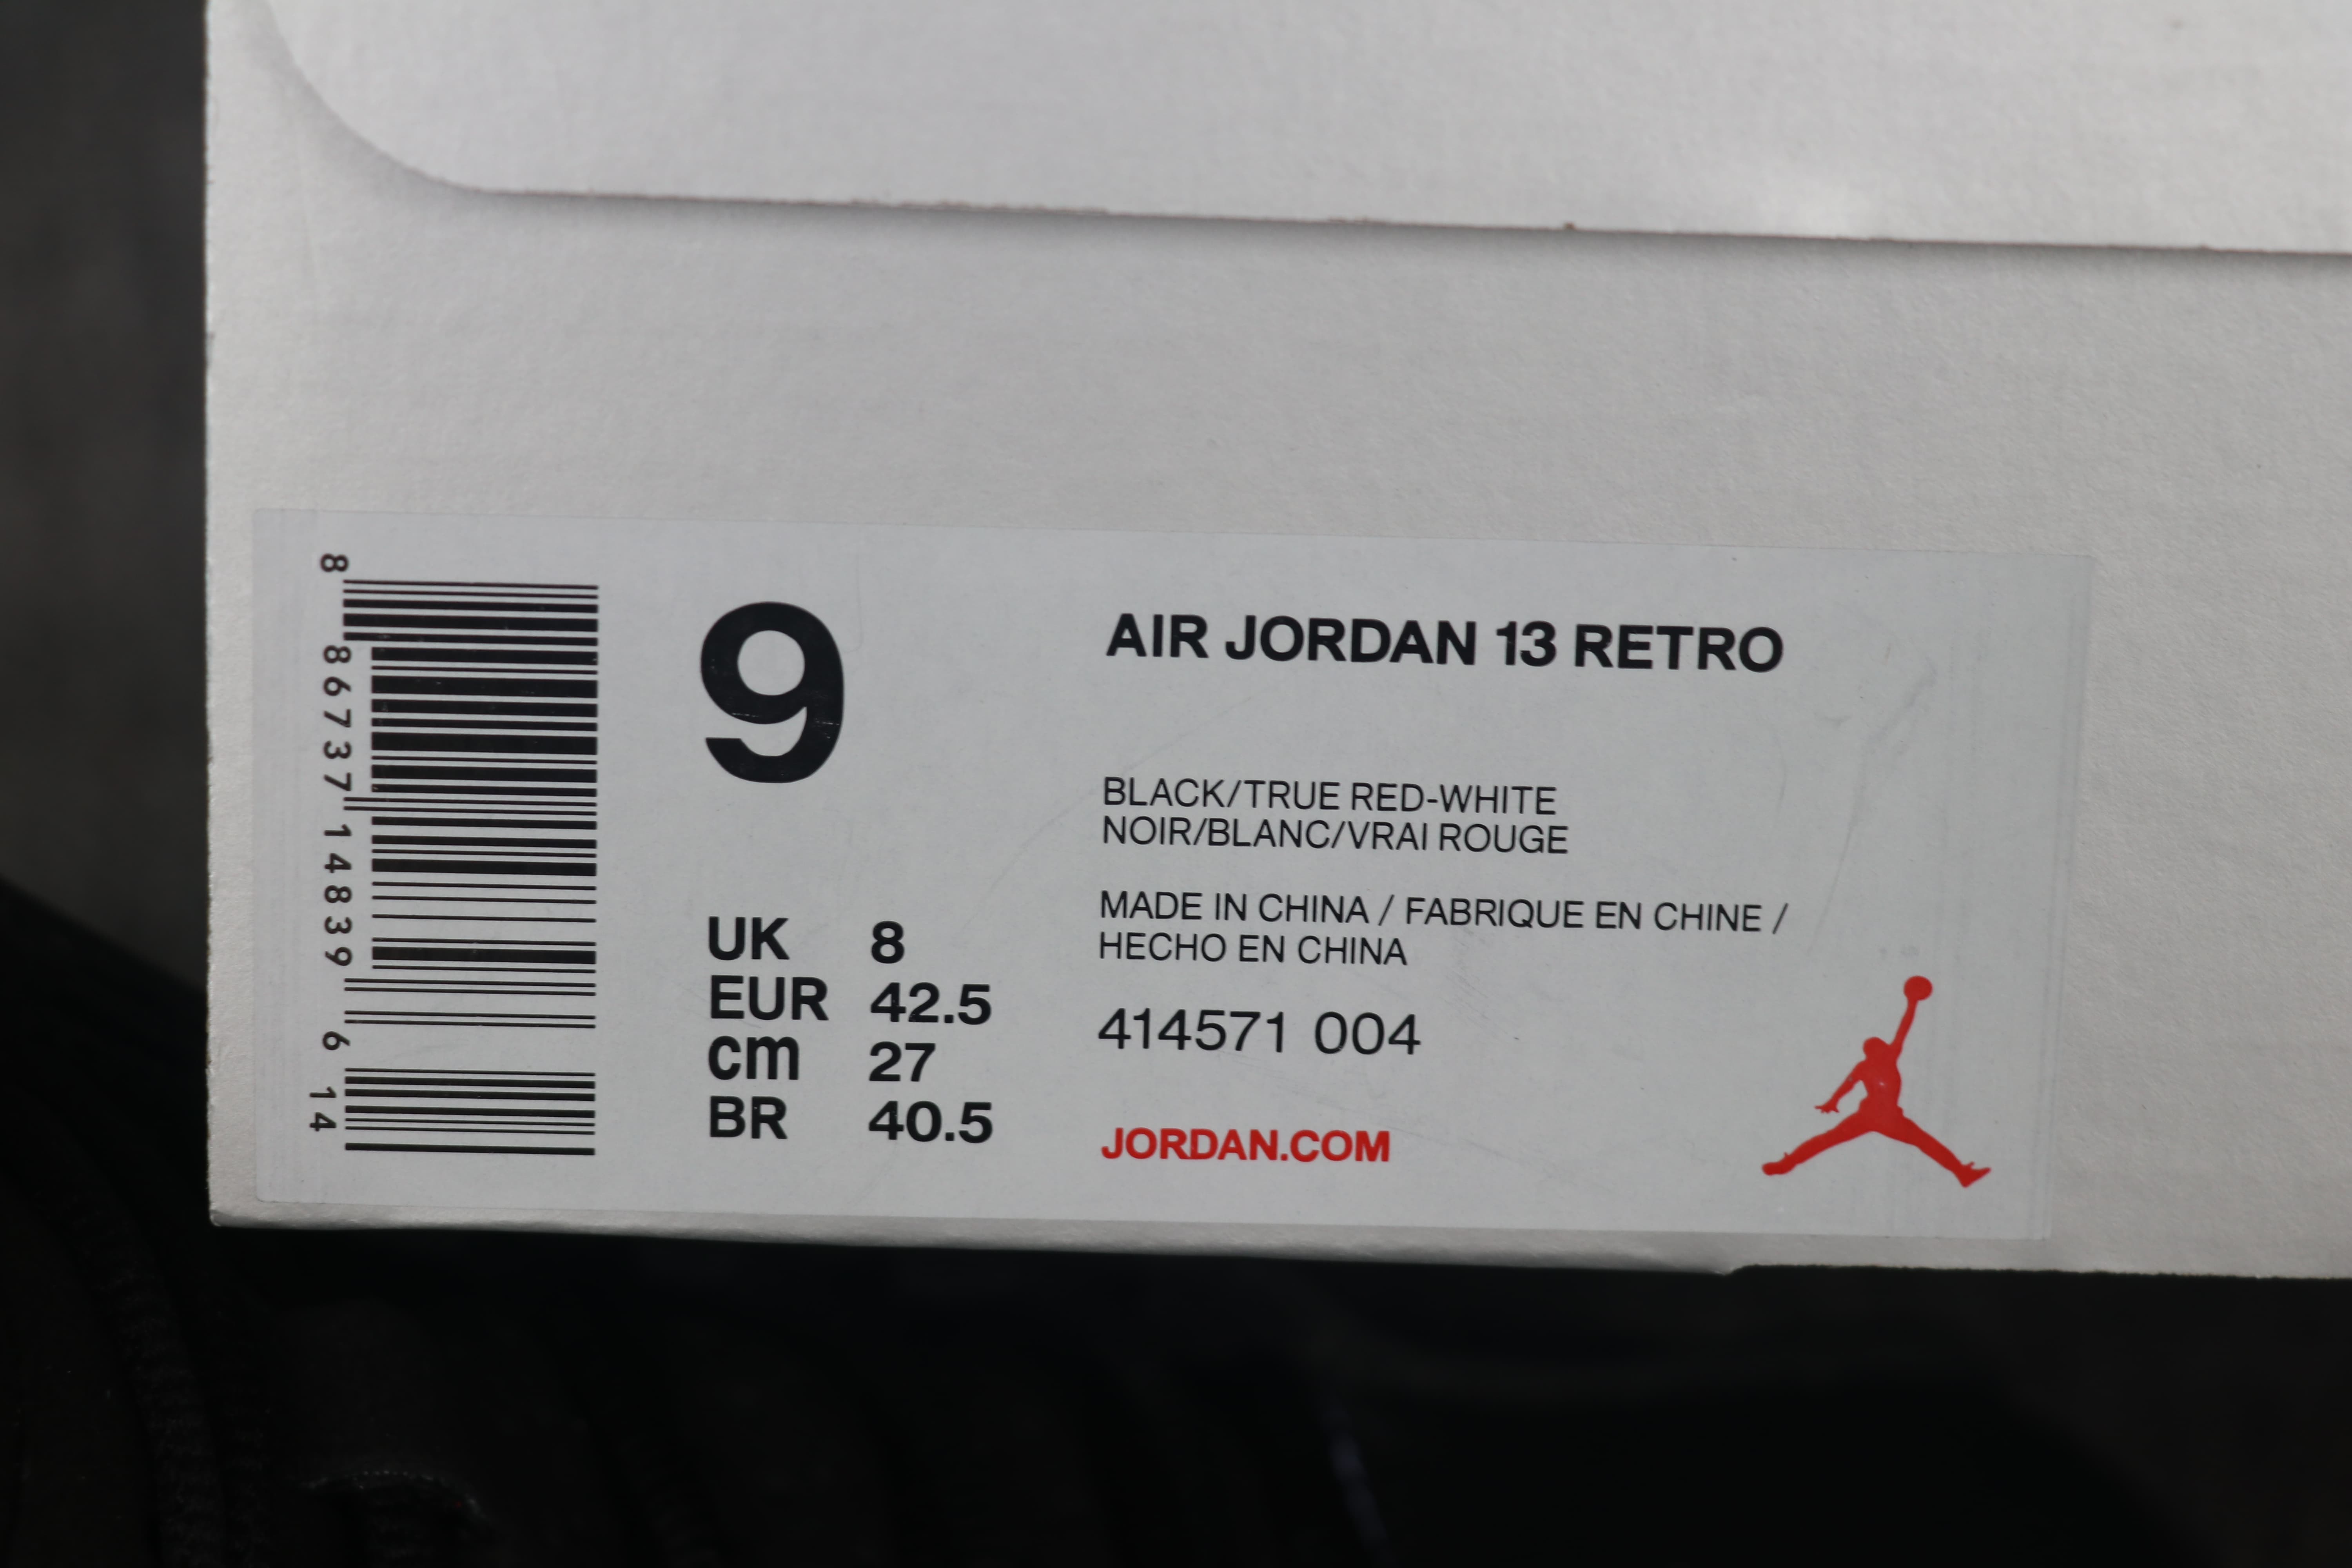 8 86737 14839 6 14
9
AIR JORDAN 13 RETRO
BLACK/TRUE RED-WHITE
NOIR/BLANC/VRAI ROUGE
MADE IN CHINA / FABRIQUE EN CHINE /
HECHO EN CHINA
UK 8
EUR 42.5
cm 27
BR 40.5
414571 004
JORDAN.COM